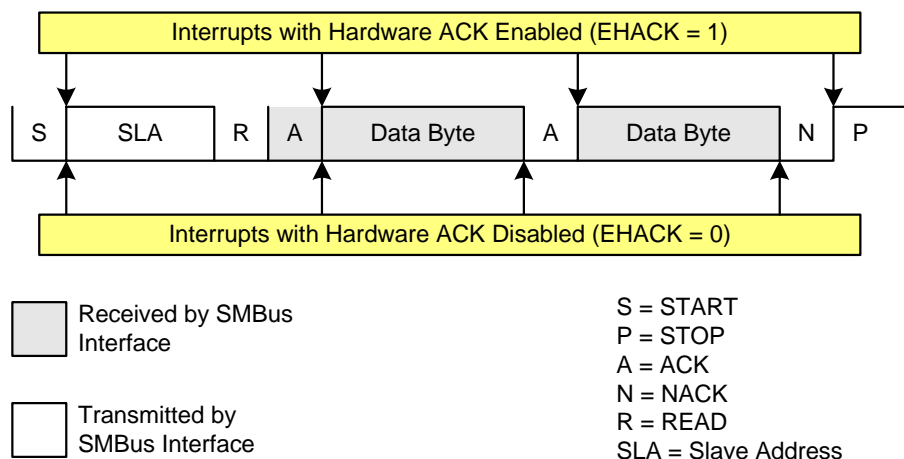 Interrupts with Hardware ACK Enabled (EHACK = 1)
S SLA R A Data Byte A Data Byte N P
Interrupts with Hardware ACK Disabled (EHACK = 0)
Received by SMBus
Interface
Transmitted by
SMBus Interface
S = START
P = STOP
A = ACK
N = NACK
R = READ
SLA = Slave Address